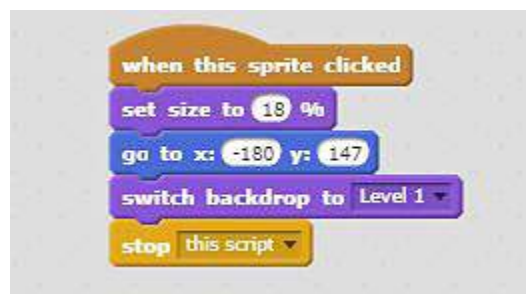 when this sprite clicked
set size to 18 %
go to x: -180 y: 147
switch backdrop to Level 1
stop this script